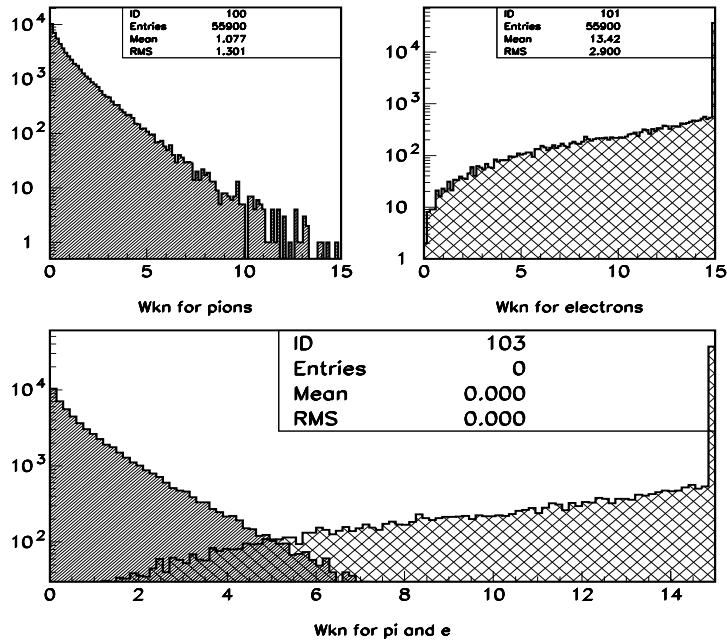 ID 100
Entries 55900
Mean 1.077
RMS 1.301
10^4
10^3
10^2
10
1
0 5 10 15
Wkn for pions
ID 101
Entries 55900
Mean 13.42
RMS 2.900
10^4
10^3
10^2
10
1
0 5 10 15
Wkn for electrons
ID 103
Entries 0
Mean 0.000
RMS 0.000
10^4
10^3
10^2
0 2 4 6 8 10 12 14
Wkn for pi and e